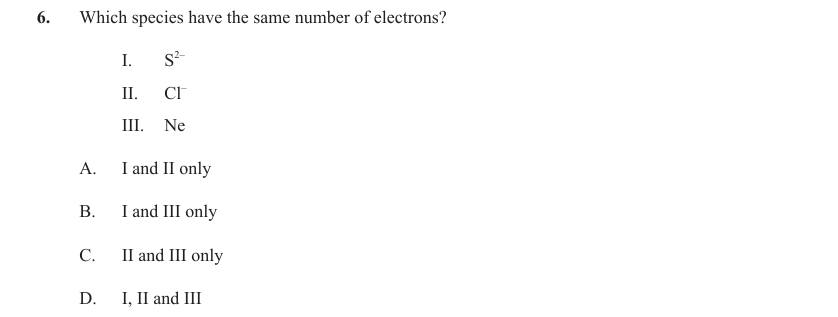 6. Which species have the same number of electrons?
I. S²⁻
II. Cl⁻
III. Ne
A. I and II only
B. I and III only
C. II and III only
D. I, II and III